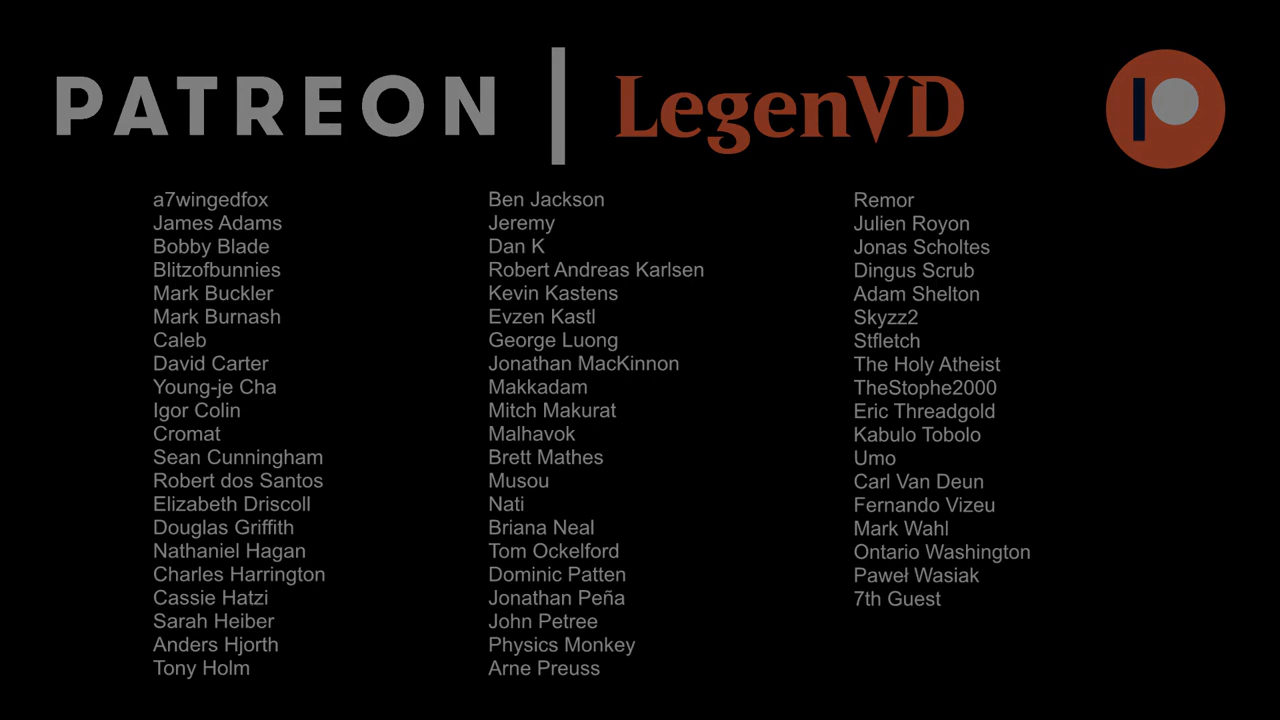 PATREON | LegenVD
a7wingedfox
James Adams
Bobby Blade
Blitzofbunnies
Mark Buckler
Mark Burnash
Caleb
David Carter
Young-je Cha
Igor Colin
Cromat
Sean Cunningham
Robert dos Santos
Elizabeth Driscoll
Douglas Griffith
Nathaniel Hagan
Charles Harrington
Cassie Hatzi
Sarah Heiber
Anders Hjorth
Tony Holm
Ben Jackson
Jeremy
Dan K
Robert Andreas Karlsen
Kevin Kastens
Evzen Kastl
George Luong
Jonathan MacKinnon
Makkadam
Mitch Makurat
Malhavok
Brett Mathes
Musou
Nati
Briana Neal
Tom Ockelford
Dominic Patten
Jonathan Peña
John Petree
Physics Monkey
Arne Preuss
Remor
Julien Royon
Jonas Scholtes
Dingus Scrub
Adam Shelton
Skyzz2
Stfletch
The Holy Atheist
TheStophe2000
Eric Threadgold
Kabulo Tobolo
Umo
Carl Van Deun
Fernando Vizeu
Mark Wahl
Ontario Washington
Paweł Wasiak
7th Guest